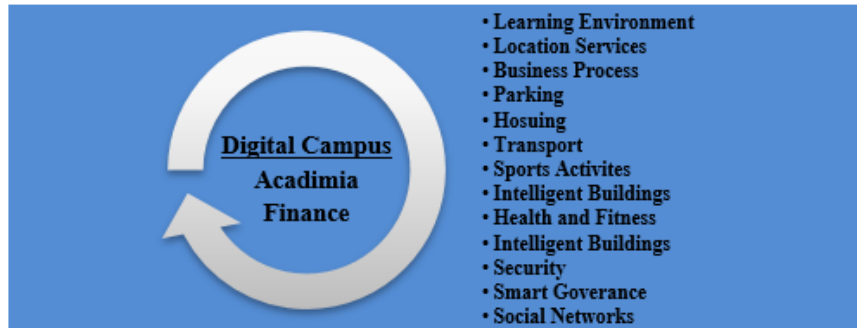 Digital Campus
Acadimia
Finance
• Learning Environment
• Location Services
• Business Process
• Parking
• Hosuing
• Transport
• Sports Activites
• Intelligent Buildings
• Health and Fitness
• Intelligent Buildings
• Security
• Smart Goverance
• Social Networks